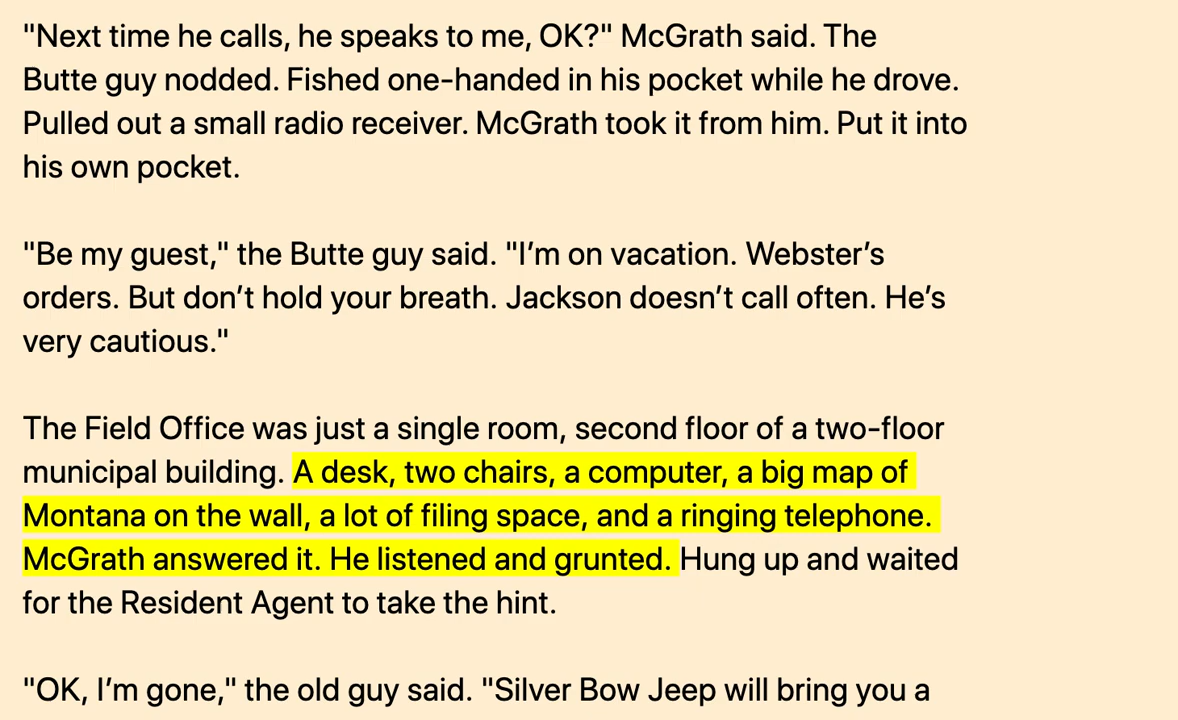 "Next time he calls, he speaks to me, OK?" McGrath said. The
Butte guy nodded. Fished one-handed in his pocket while he drove.
Pulled out a small radio receiver. McGrath took it from him. Put it into
his own pocket.
"Be my guest," the Butte guy said. "I’m on vacation. Webster’s
orders. But don’t hold your breath. Jackson doesn’t call often. He’s
very cautious."
The Field Office was just a single room, second floor of a two-floor
municipal building. A desk, two chairs, a computer, a big map of
Montana on the wall, a lot of filing space, and a ringing telephone.
McGrath answered it. He listened and grunted. Hung up and waited
for the Resident Agent to take the hint.
"OK, I’m gone," the old guy said. "Silver Bow Jeep will bring you a